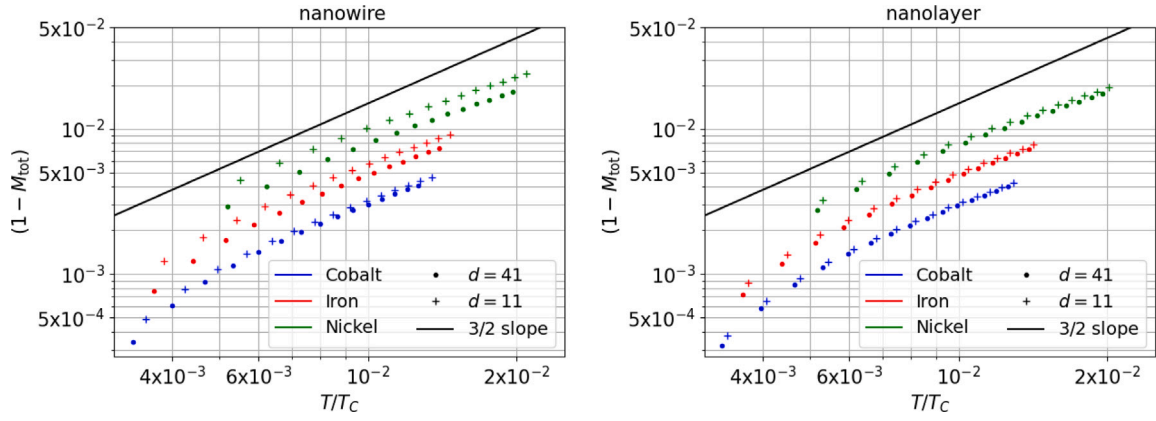 nanowire
5x10⁻²
10⁻²
5x10⁻³
10⁻³
5x10⁻⁴
(1 − M_tot)
Cobalt
Iron
Nickel
d = 41
d = 11
3/2 slope
4x10⁻³
6x10⁻³
10⁻²
2x10⁻²
T/T_C
nanolayer
5x10⁻²
10⁻²
5x10⁻³
10⁻³
5x10⁻⁴
(1 − M_tot)
Cobalt
Iron
Nickel
d = 41
d = 11
3/2 slope
4x10⁻³
6x10⁻³
10⁻²
2x10⁻²
T/T_C